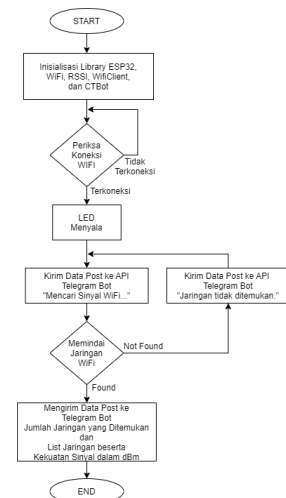 START
Inisialisasi Library ESP32,
WiFi, RSSI, WifiClient,
dan CTBot
Periksa
Koneksi
WIFI
Tidak
Terkoneksi
Terkoneksi
LED
Menyala
Kirim Data Post ke API
Telegram Bot
"Mencari Sinyal WiFi..."
Kirim Data Post ke API
Telegram Bot
"Jaringan tidak ditemukan."
Memindai
Jaringan
WiFi
Not Found
Found
Mengirim Data Post ke
Telegram Bot
Jumlah Jaringan yang Ditemukan
dan
List Jaringan beserta
Kekuatan Sinyal dalam dBm
END